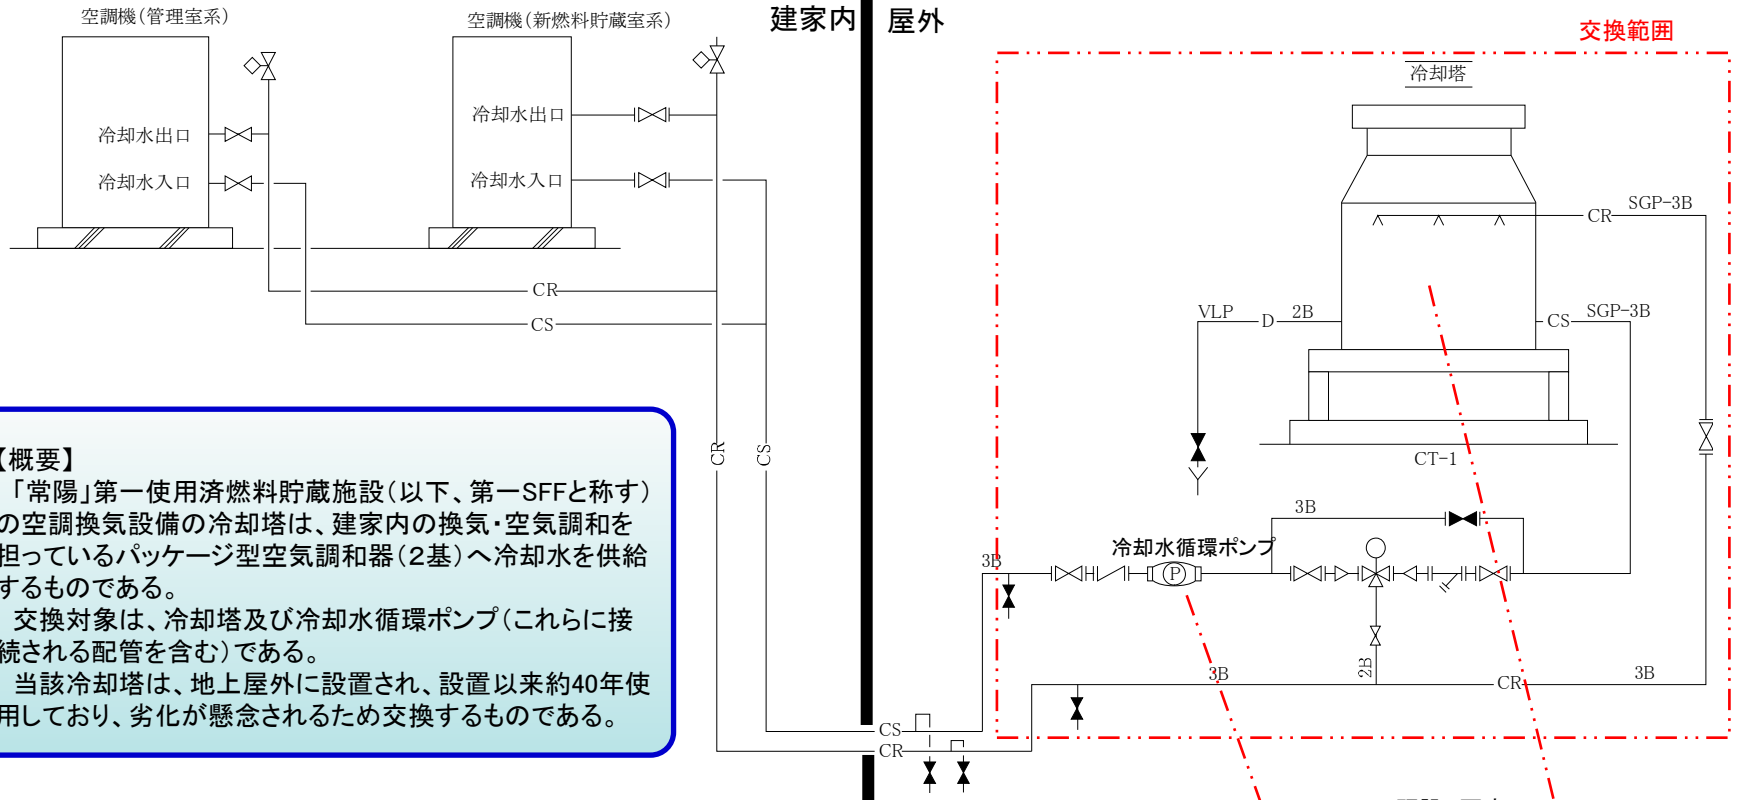 空調機(管理室系)
空調機(新燃料貯蔵室系)
建家内
屋外
交換範囲
冷却塔
冷却水出口
冷却水入口
冷却水出口
冷却水入口
CR
SGP-3B
VLP
D
2B
CS
SGP-3B
CR
CS
CR
CS
CT-1
【概要】
「常陽」第一使用済燃料貯蔵施設(以下、第一SFFと称す)
の空調換気設備の冷却塔は、建家内の換気・空気調和を
担っているパッケージ型空気調和器(2基)へ冷却水を供給
するものである。
交換対象は、冷却塔及び冷却水循環ポンプ(これらに接
続される配管を含む)である。
当該冷却塔は、地上屋外に設置され、設置以来約40年使
用しており、劣化が懸念されるため交換するものである。
3B
冷却水循環ポンプ
3B
P
2B
3B
CR
3B
CS
CR